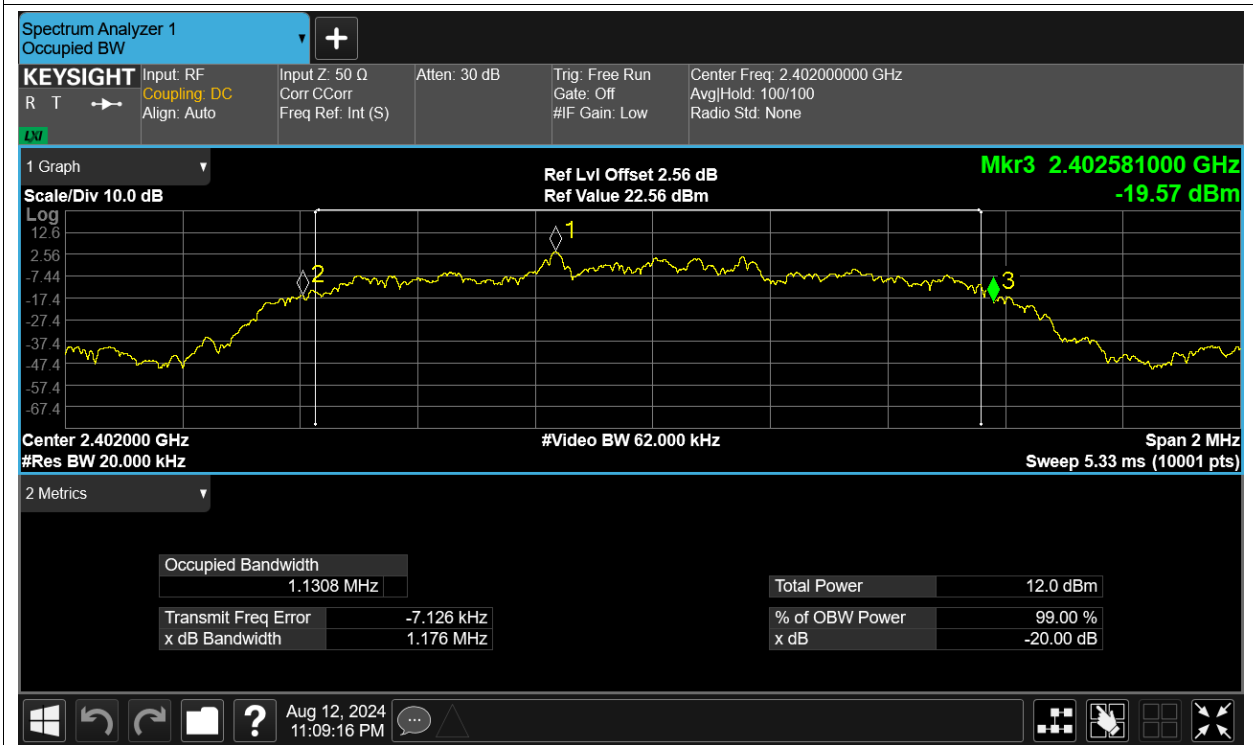 Spectrum Analyzer 1
Occupied BW
KEYSIGHT
R T
LXI
Input: RF
Coupling: DC
Align: Auto
Input Z: 50 Ω
Corr CCorr
Freq Ref: Int (S)
Atten: 30 dB
Trig: Free Run
Gate: Off
#IF Gain: Low
Center Freq: 2.402000000 GHz
Avg|Hold: 100/100
Radio Std: None
1 Graph
Scale/Div 10.0 dB
Ref Lvl Offset 2.56 dB
Ref Value 22.56 dBm
Mkr3 2.402581000 GHz
-19.57 dBm
Log
12.6
2.56
-7.44
-17.4
-27.4
-37.4
-47.4
-57.4
-67.4
1
2
3
Center 2.402000 GHz
#Res BW 20.000 kHz
#Video BW 62.000 kHz
Span 2 MHz
Sweep 5.33 ms (10001 pts)
2 Metrics
Occupied Bandwidth
1.1308 MHz
Transmit Freq Error -7.126 kHz
x dB Bandwidth 1.176 MHz
Total Power 12.0 dBm
% of OBW Power 99.00 %
x dB -20.00 dB
?
Aug 12, 2024
11:09:16 PM